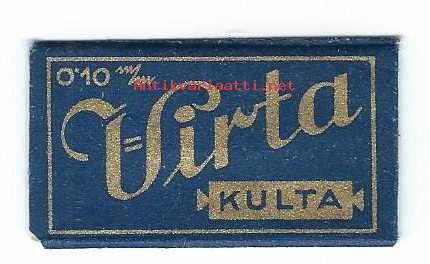 0.10 m/m
Antikvariaatti.net
Virta
KULTA